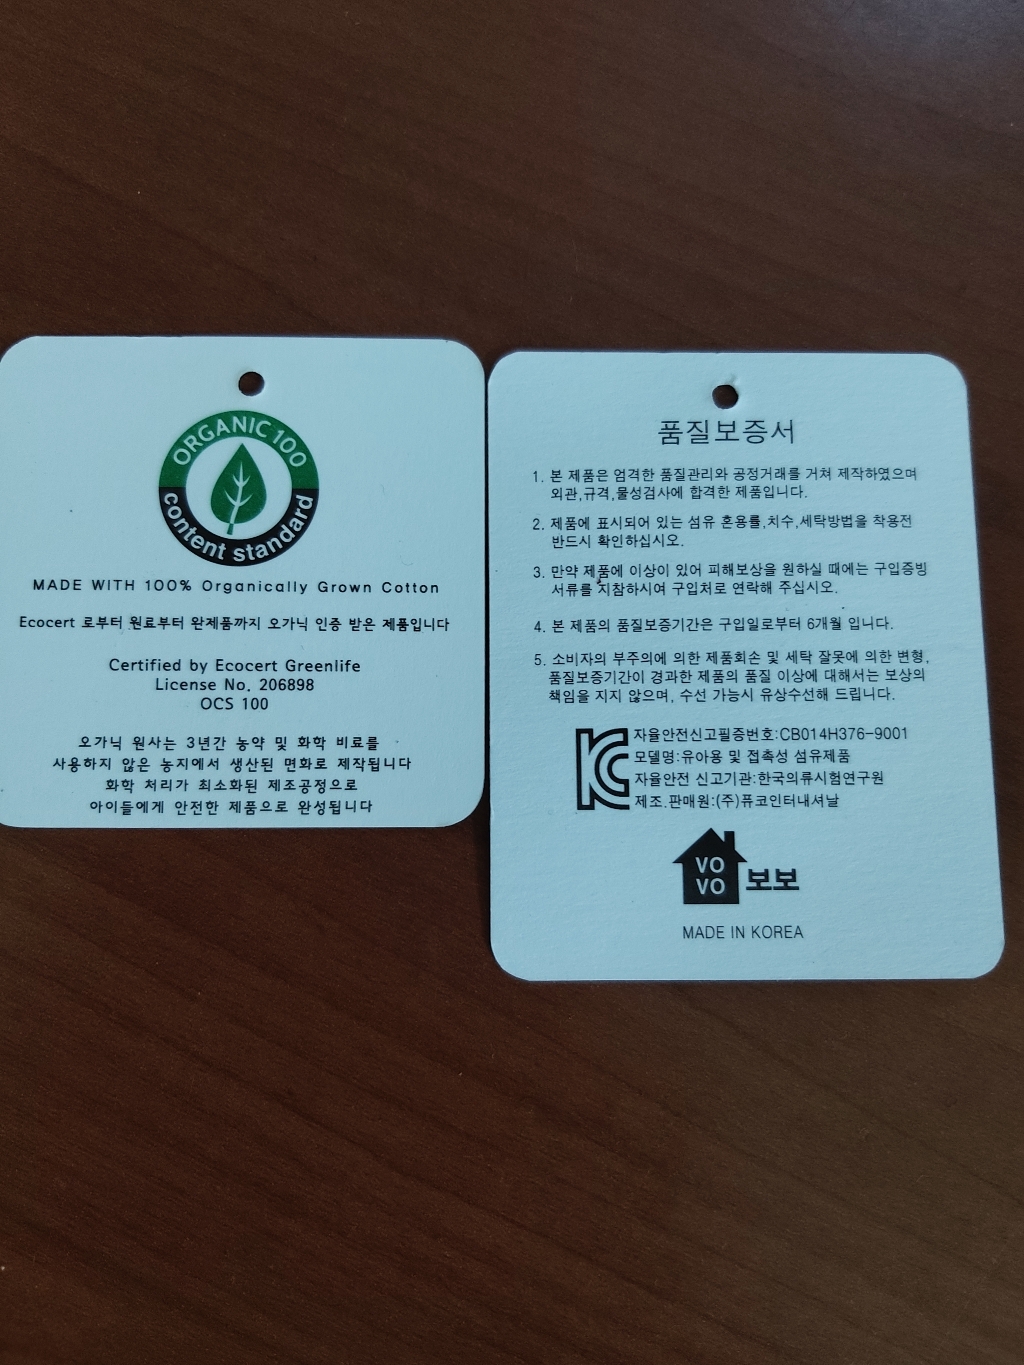 ORGANIC 100
content standard
MADE WITH 100% Organically Grown Cotton
Ecocert 로부터 원료부터 완제품까지 오가닉 인증 받은 제품입니다
Certified by Ecocert Greenlife
License No. 206898
OCS 100
오가닉 원사는 3년간 농약 및 화학 비료를
사용하지 않은 농지에서 생산된 면화로 제작됩니다
화학 처리가 최소화된 제조공정으로
아이들에게 안전한 제품으로 완성됩니다
품질보증서
1. 본 제품은 엄격한 품질관리와 공정거래를 거쳐 제작하였으며
외관,규격,물성검사에 합격한 제품입니다.
2. 제품에 표시되어 있는 섬유 혼용률,치수,세탁방법을 착용전
반드시 확인하십시오.
3. 만약 제품에 이상이 있어 피해보상을 원하실 때에는 구입증빙
서류를 지참하시여 구입처로 연락해 주십시오.
4. 본 제품의 품질보증기간은 구입일로부터 6개월 입니다.
5. 소비자의 부주의에 의한 제품회손 및 세탁 잘못에 의한 변형,
품질보증기간이 경과한 제품의 품질 이상에 대해서는 보상의
책임을 지지 않으며, 수선 가능시 유상수선해 드립니다.
KC
자율안전신고필증번호:CB014H376-9001
모델명:유아용 및 접촉성 섬유제품
자율안전 신고기관:한국의류시험연구원
제조.판매원:(주)퓨코인터내셔날
VO
VO 보보
MADE IN KOREA